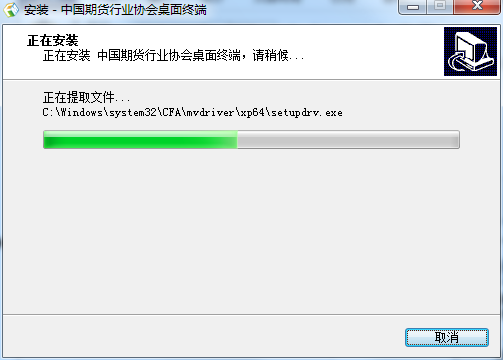 安装 - 中国期货行业协会桌面终端
正在安装
正在安装 中国期货行业协会桌面终端，请稍候...
正在提取文件...
C:\Windows\system32\CFA\mvdriver\xp64\setupdrv.exe
取消